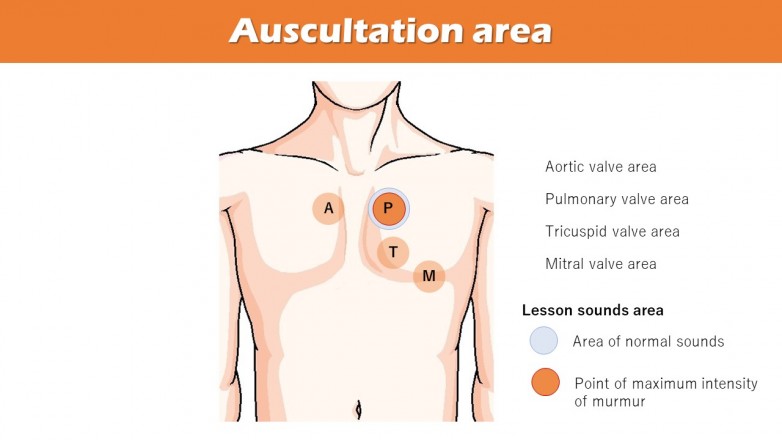 Auscultation area
A
P
T
M
Aortic valve area
Pulmonary valve area
Tricuspid valve area
Mitral valve area
Lesson sounds area
Area of normal sounds
Point of maximum intensity
of murmur